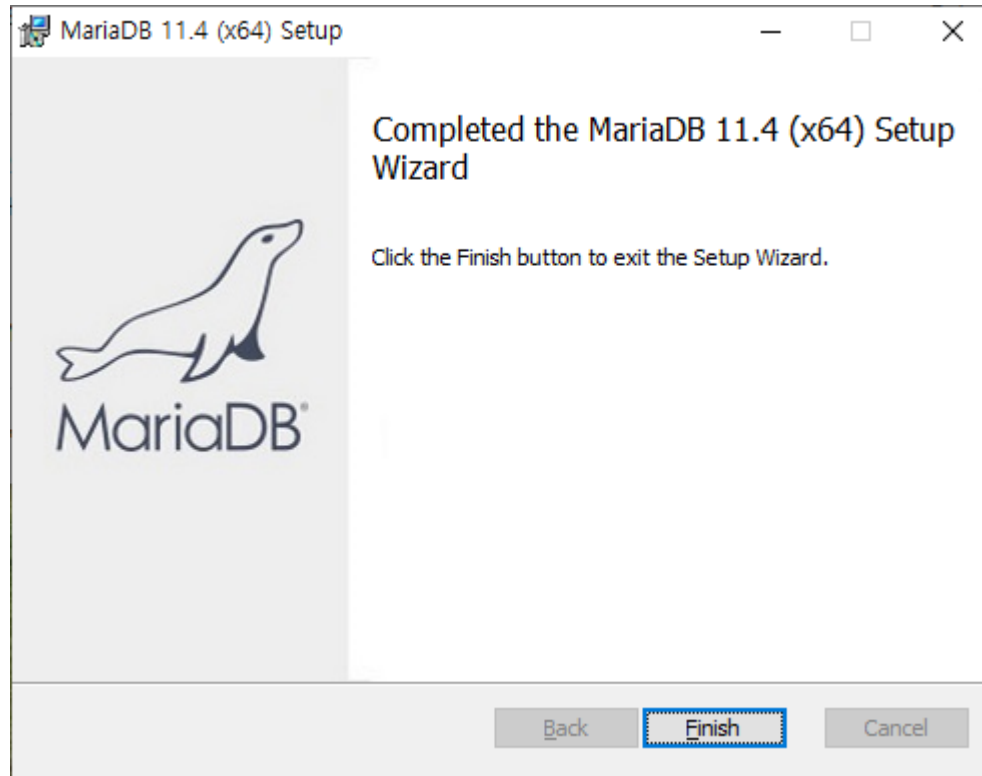 MariaDB 11.4 (x64) Setup
Completed the MariaDB 11.4 (x64) Setup
Wizard
Click the Finish button to exit the Setup Wizard.
MariaDB®
Back Finish Cancel